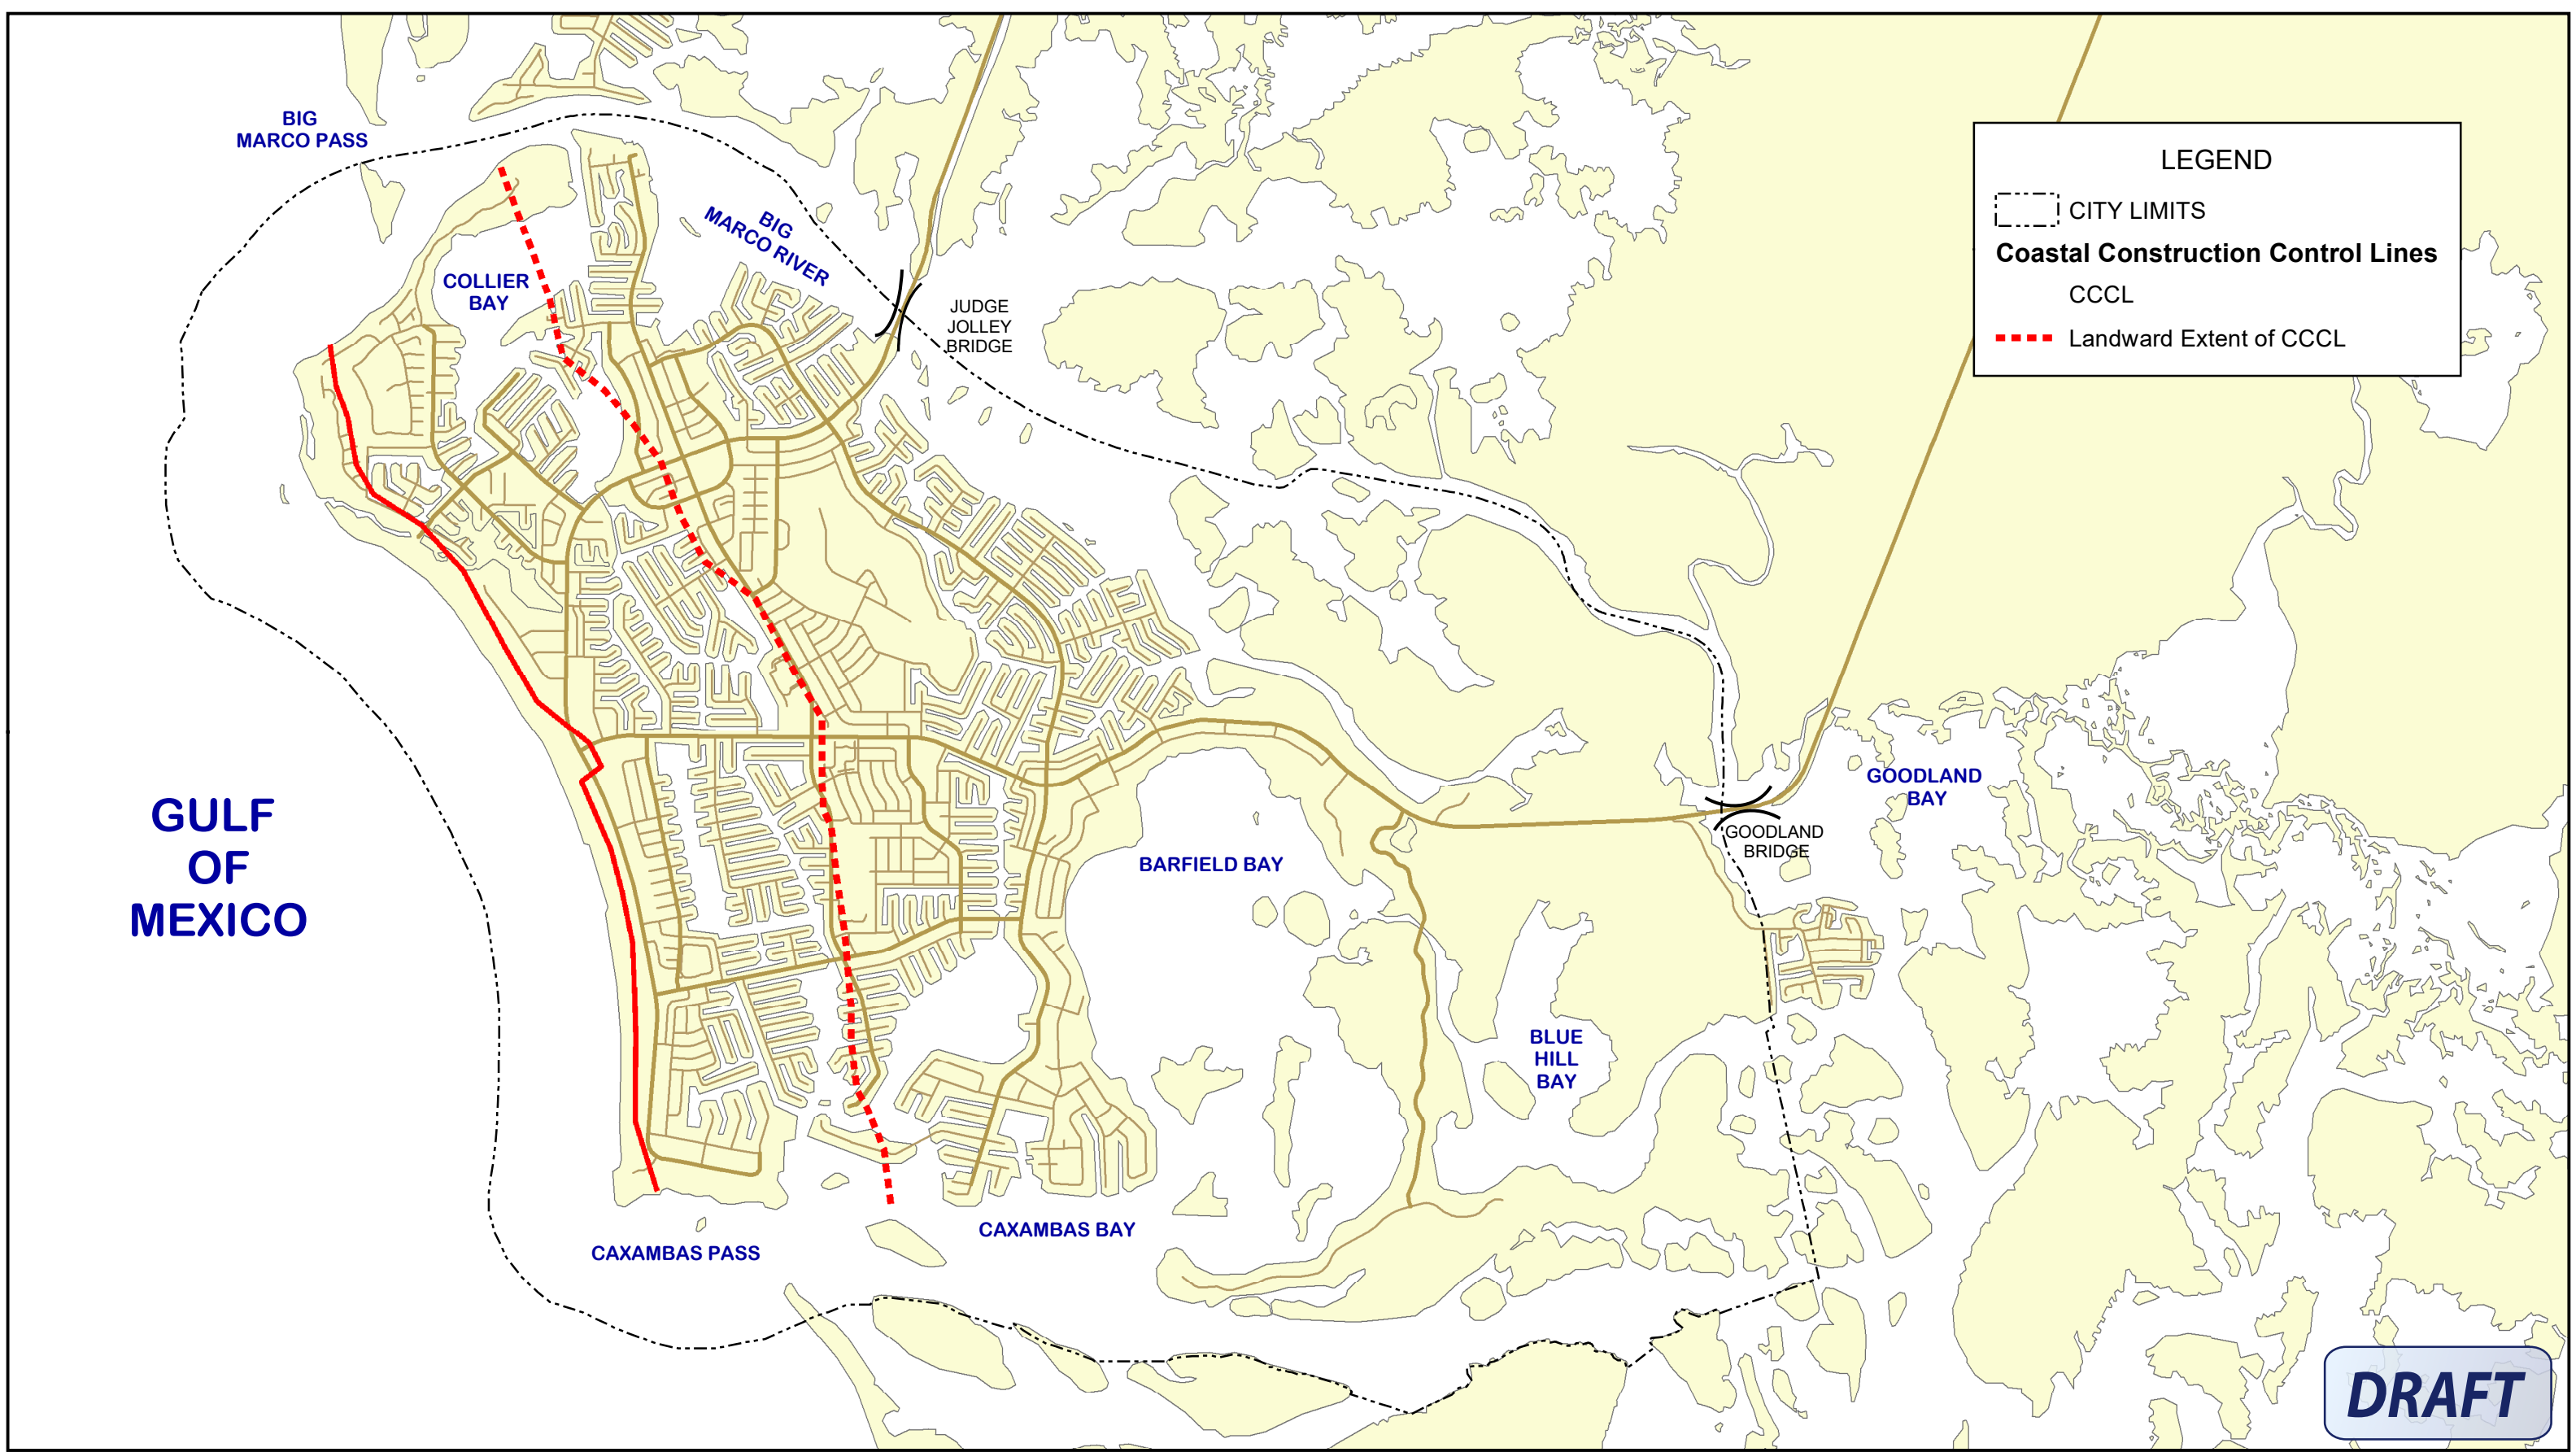 BIG
MARCO PASS
BIG
MARCO RIVER
COLLIER
BAY
JUDGE
JOLLEY
BRIDGE
LEGEND
CITY LIMITS
Coastal Construction Control Lines
CCCL
Landward Extent of CCCL
GULF
OF
MEXICO
GOODLAND
BAY
GOODLAND
BRIDGE
BARFIELD BAY
BLUE
HILL
BAY
CAXAMBAS BAY
CAXAMBAS PASS
DRAFT